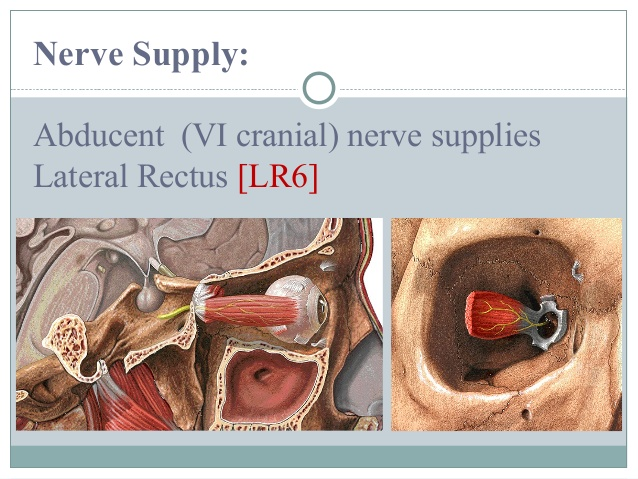 Nerve Supply:
Abducent (VI cranial) nerve supplies
Lateral Rectus [LR6]